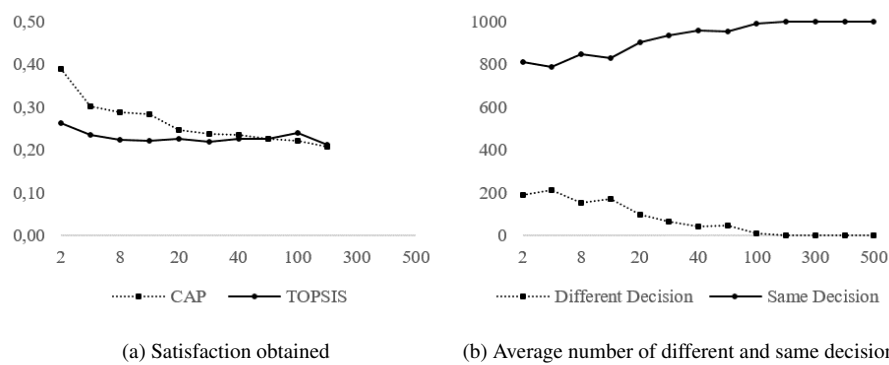 0,50
0,40
0,30
0,20
0,10
0,00
2 8 20 40 100 300 500
CAP TOPSIS
(a) Satisfaction obtained
1000
800
600
400
200
0
2 8 20 40 100 300 500
Different Decision Same Decision
(b) Average number of different and same decision